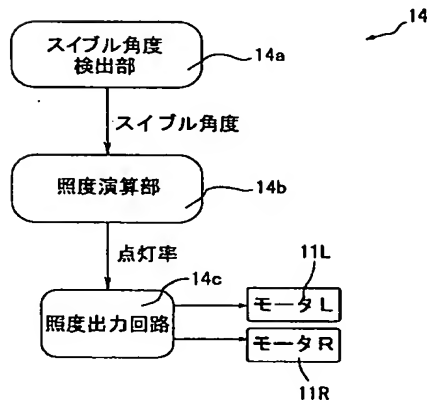 14
スイブル角度
検出部
14a
スイブル角度
照度演算部
14b
点灯率
14c
照度出力回路
11L
モータL
モータR
11R